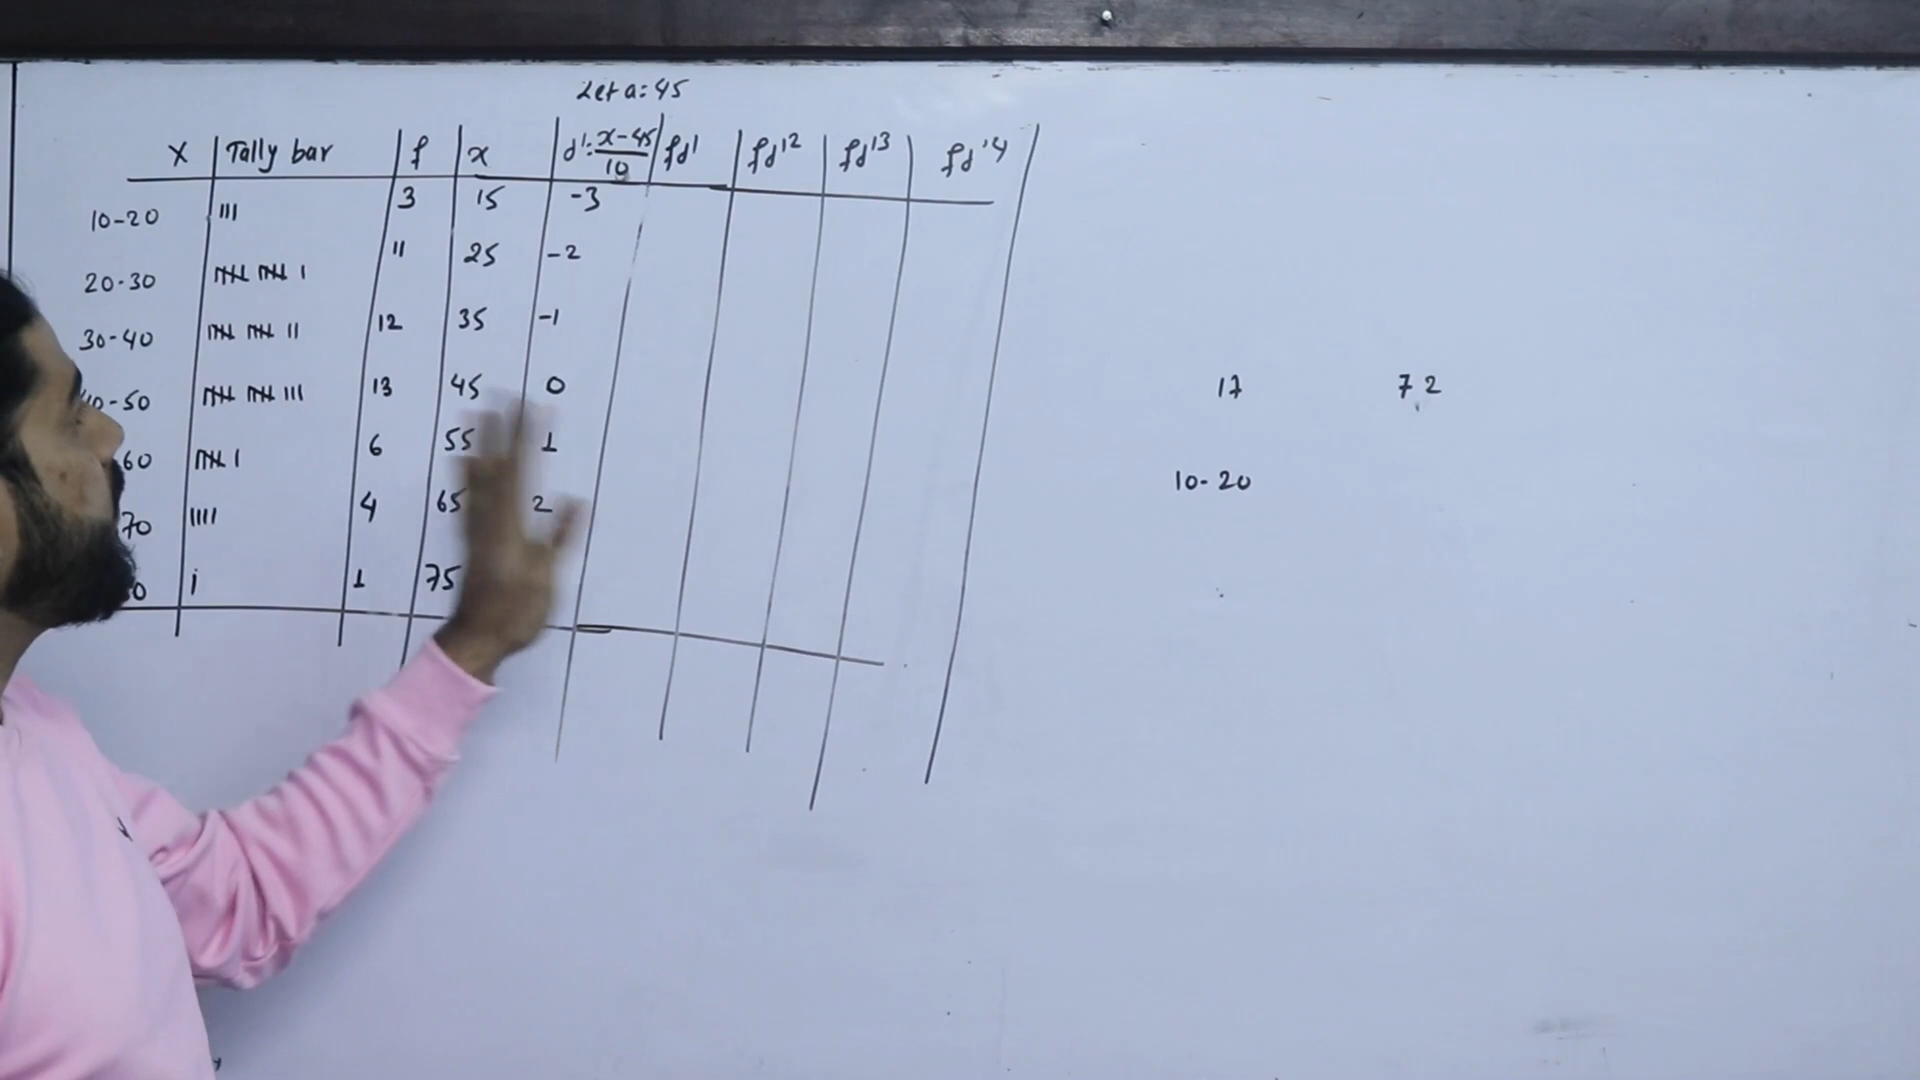 Let a: 45
X Tally bar f x d': x-45/10 fd' fd'2 fd'3 fd'4
10-20 III 3 15 -3
20-30 IIII IIII I 11 25 -2
30-40 IIII IIII II 12 35 -1
40-50 IIII IIII III 13 45 0
60 IIII I 6 55 1
70 IIII 4 65 2
0 I 1 75
17 72
10-20